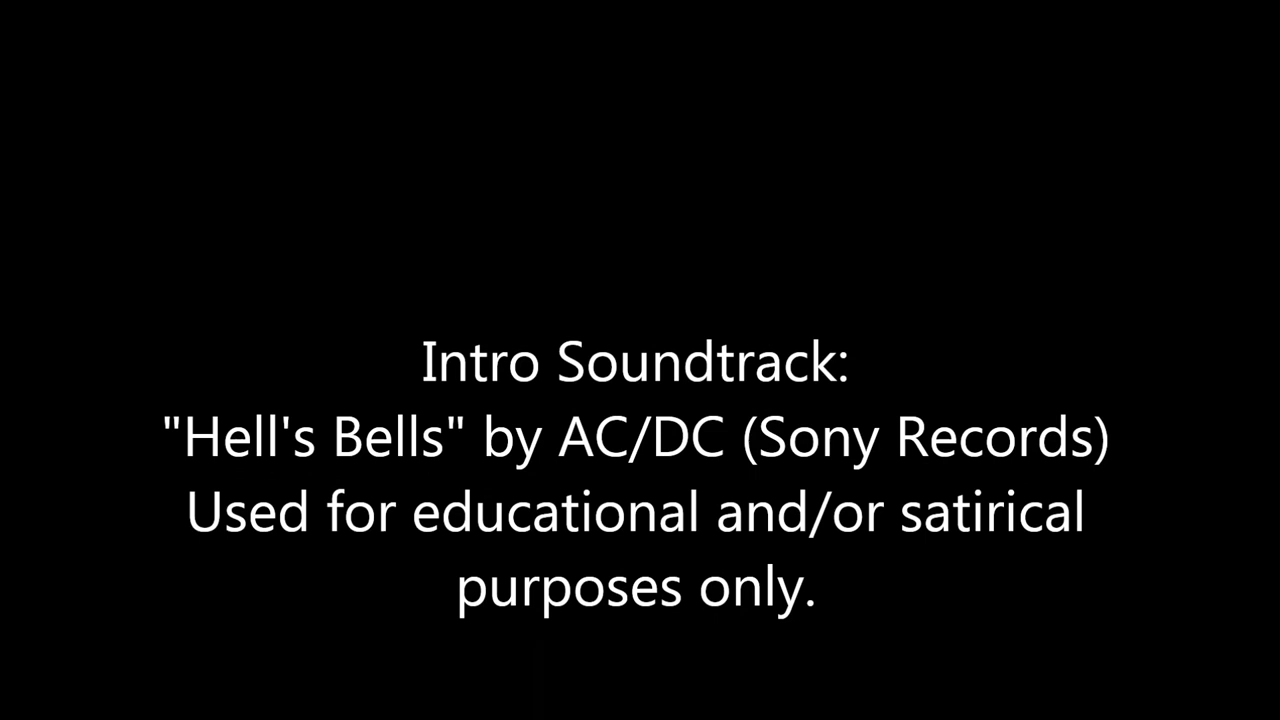 Intro Soundtrack:
"Hell's Bells" by AC/DC (Sony Records)
Used for educational and/or satirical
purposes only.